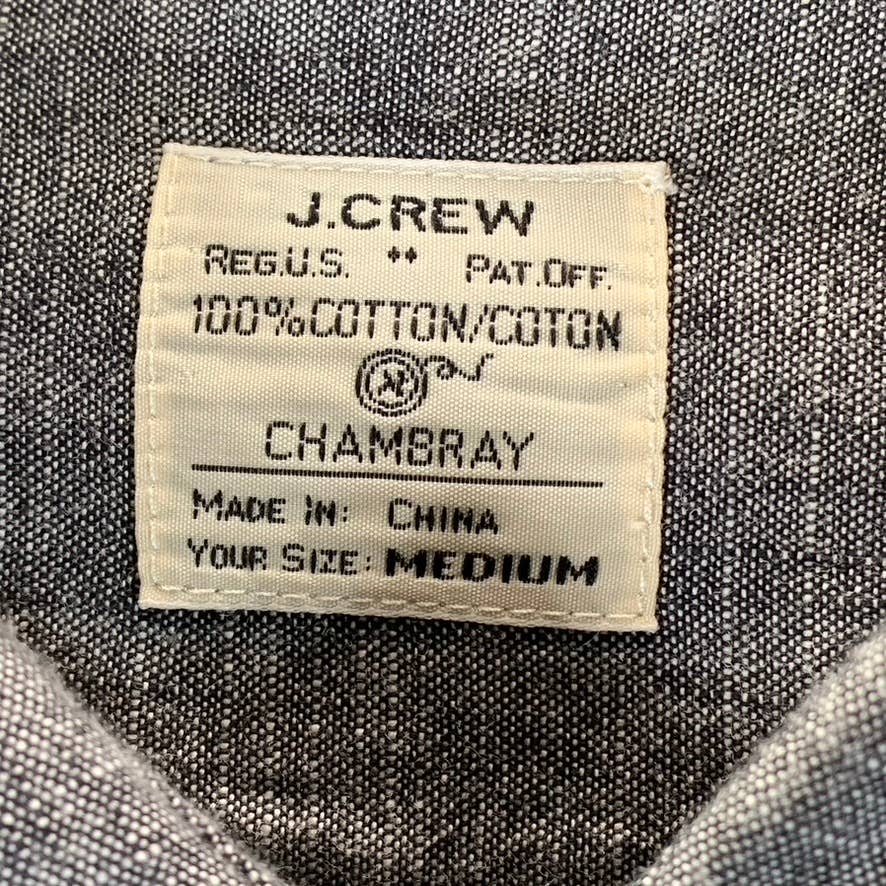 J.CREW
REG.U.S. PAT.OFF.
100%COTTON/COTON
CHAMBRAY
MADE IN: CHINA
YOUR SIZE: MEDIUM